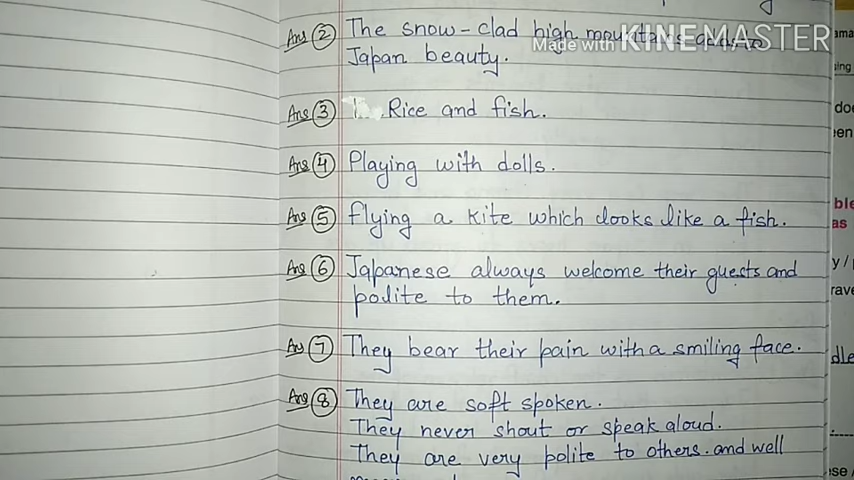 Ans 2 The snow-clad high
Made with KINEMASTER
Japan beauty.
Ans 3 Rice and fish.
Ans 4 Playing with dolls.
Ans 5 flying a kite which looks like a fish.
Ans 6 Japanese always welcome their guests and
polite to them.
Ans 7 They bear their pain with a smiling face.
Ans 8 They are soft spoken.
They never shout or speak aloud.
They are very polite to others. and well